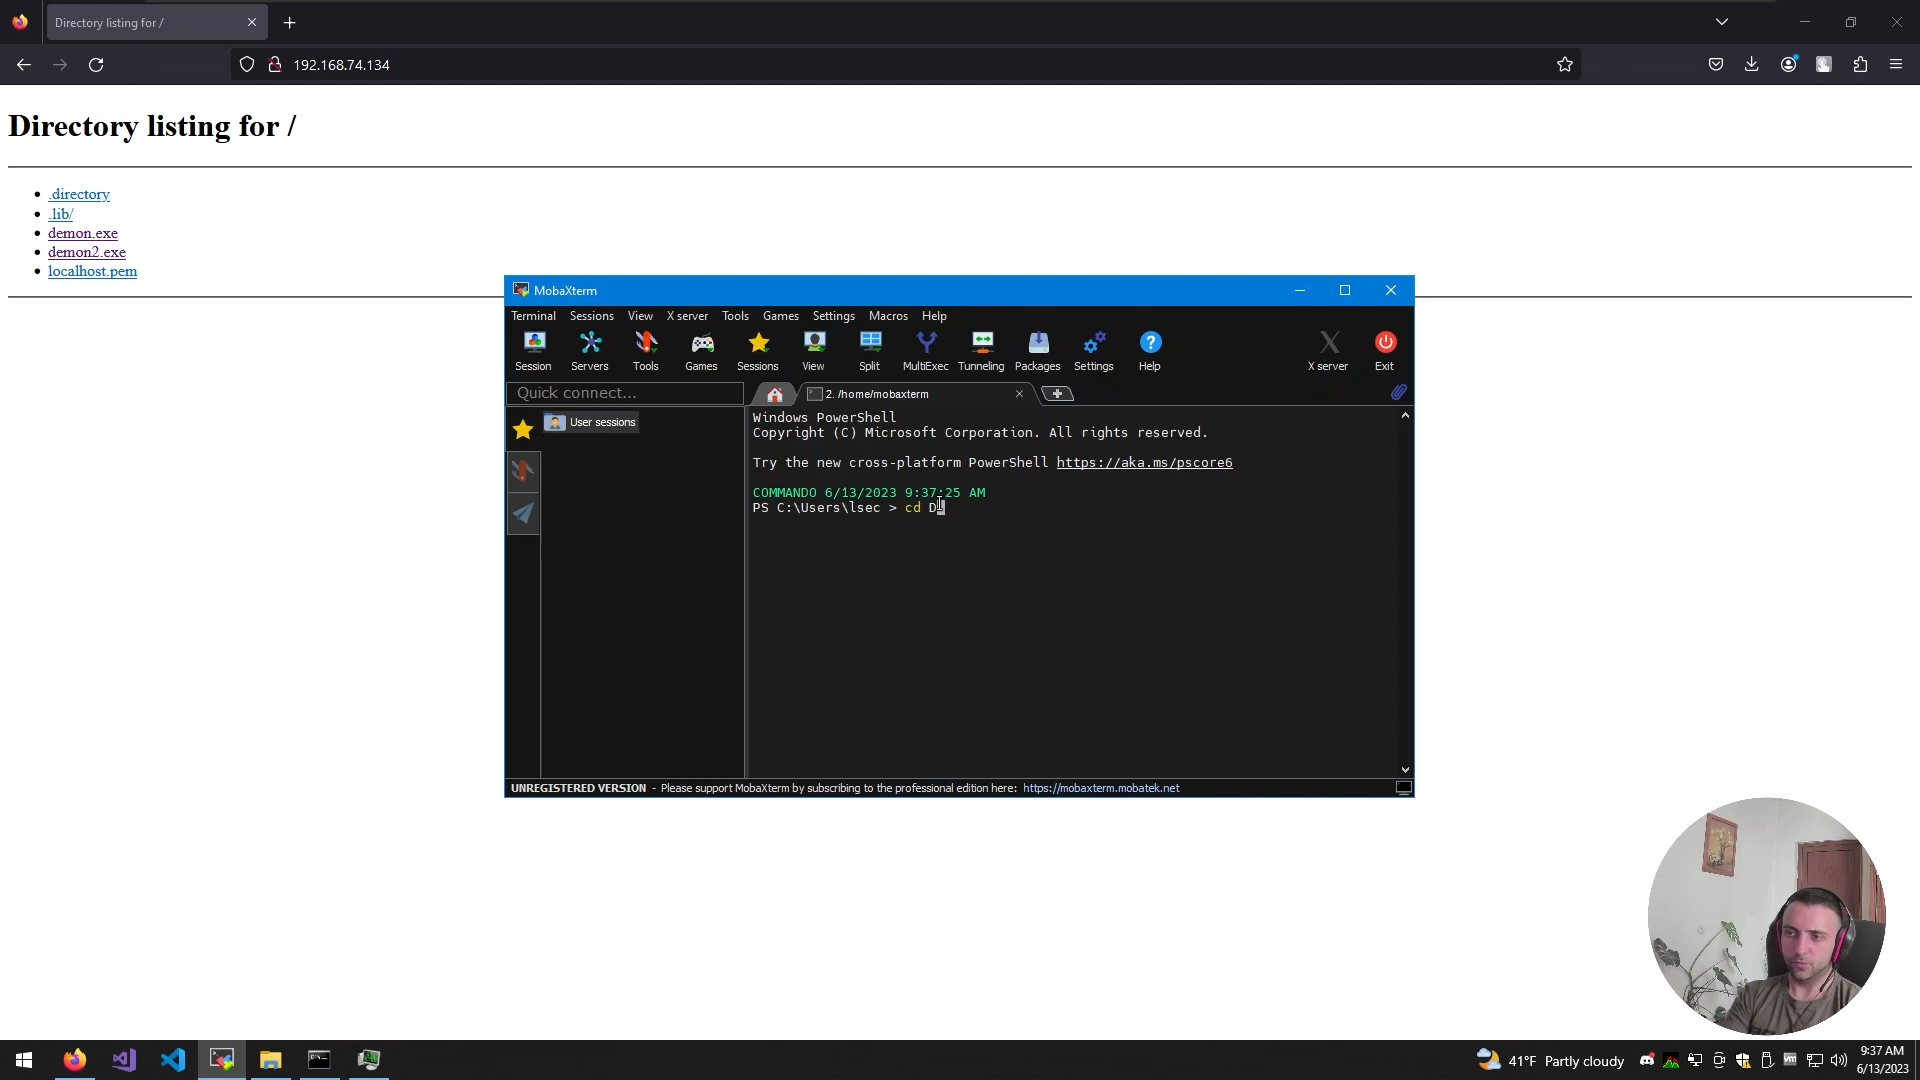 Directory listing for /
192.168.74.134
Directory listing for /
.directory
.lib/
demon.exe
demon2.exe
localhost.pem
MobaXterm
Terminal Sessions View X server Tools Games Settings Macros Help
Session Servers Tools Games Sessions View Split MultiExec Tunneling Packages Settings Help X server Exit
Quick connect...
2. /home/mobaxterm
User sessions
Windows PowerShell
Copyright (C) Microsoft Corporation. All rights reserved.
Try the new cross-platform PowerShell https://aka.ms/pscore6
COMMANDO 6/13/2023 9:37:25 AM
PS C:\Users\lsec > cd D
UNREGISTERED VERSION - Please support MobaXterm by subscribing to the professional edition here: https://mobaxterm.mobatek.net
41°F Partly cloudy
9:37 AM
6/13/2023